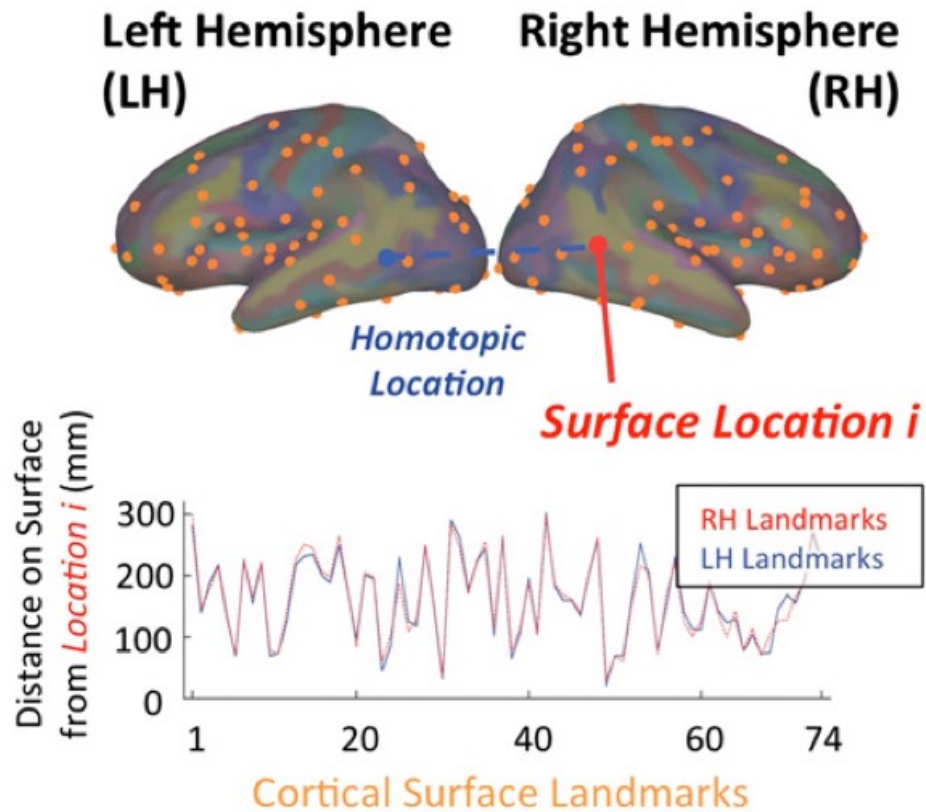 Left Hemisphere
(LH)
Right Hemisphere
(RH)
Homotopic
Location
Surface Location i
Distance on Surface
from Location i (mm)
300
200
100
0
RH Landmarks
LH Landmarks
1
20
40
60
74
Cortical Surface Landmarks